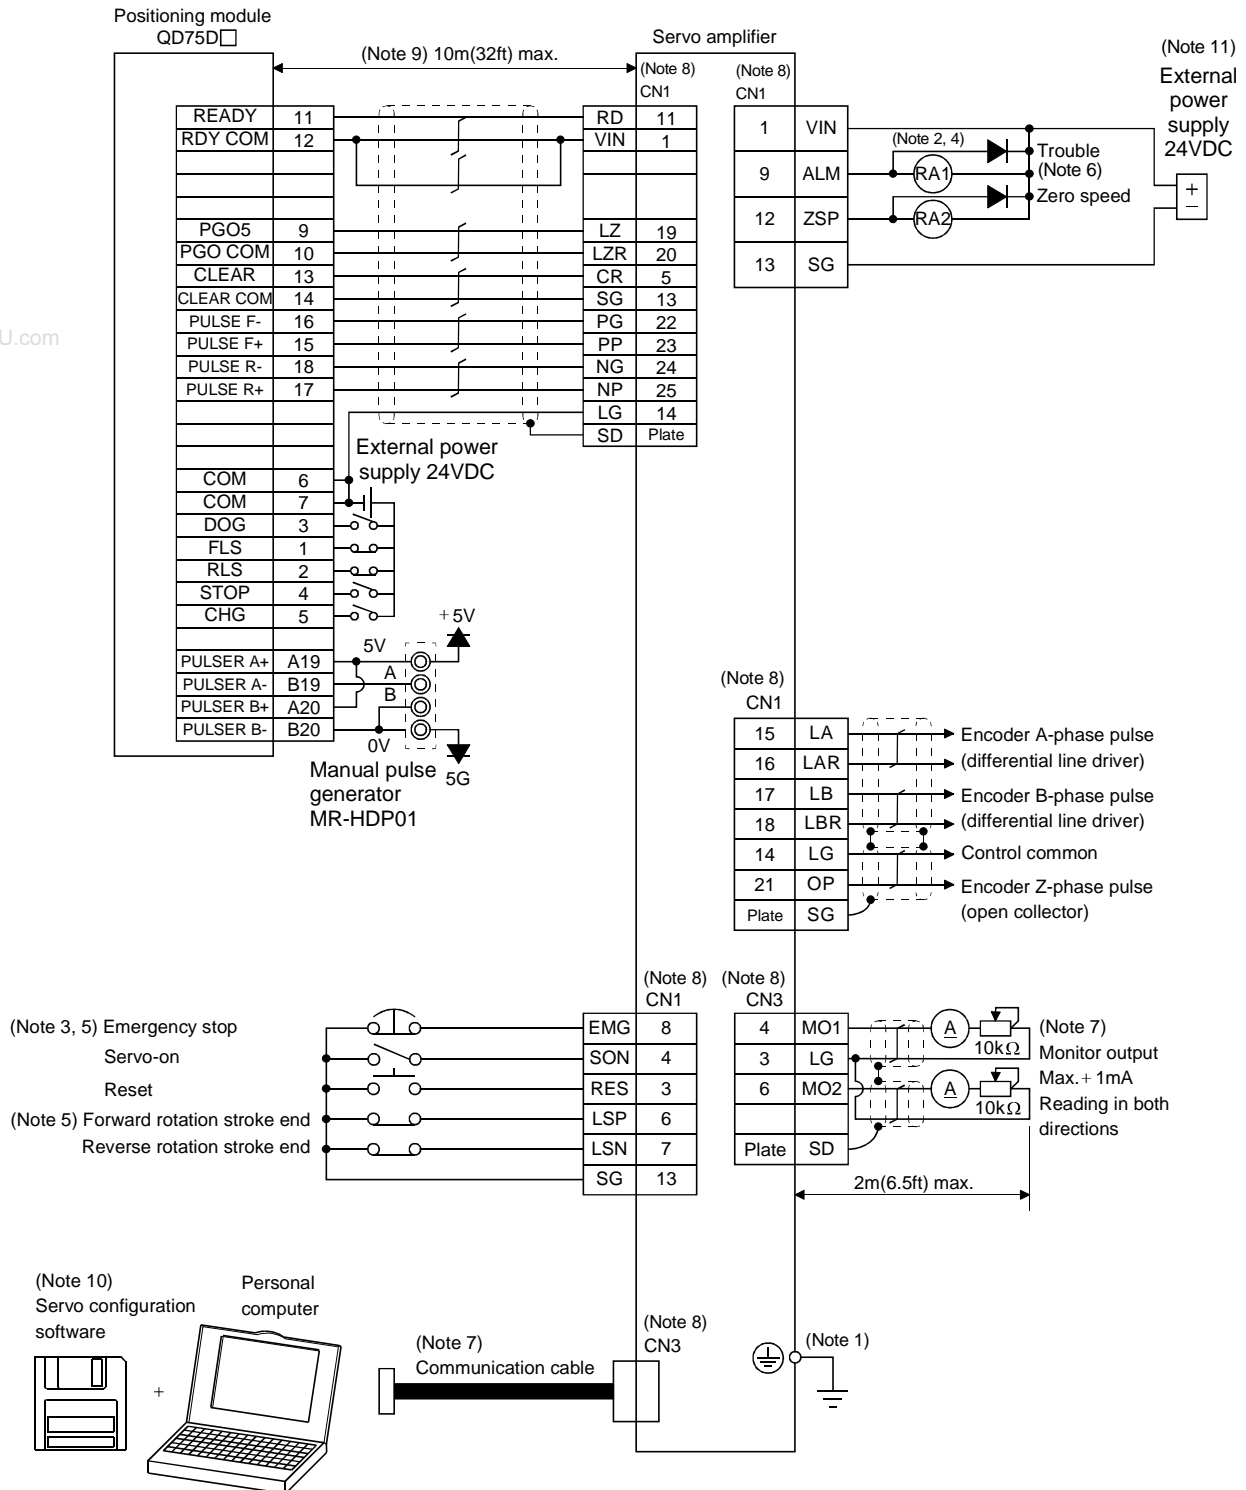 Positioning module
QD75D□
(Note 9) 10m(32ft) max.
Servo amplifier
(Note 8)
CN1
READY 11
RDY COM 12
PGO5 9
PGO COM 10
CLEAR 13
CLEAR COM 14
PULSE F- 16
PULSE F+ 15
PULSE R- 18
PULSE R+ 17
COM 6
COM 7
DOG 3
FLS 1
RLS 2
STOP 4
CHG 5
PULSER A+ A19
PULSER A- B19
PULSER B+ A20
PULSER B- B20
RD 11
VIN 1
LZ 19
LZR 20
CR 5
SG 13
PG 22
PP 23
NG 24
NP 25
LG 14
SD Plate
External power
supply 24VDC
+5V
5V
A
B
0V
5G
Manual pulse
generator
MR-HDP01
U.com
(Note 8)
CN1
1 VIN
9 ALM
12 ZSP
13 SG
(Note 2, 4)
RA1
RA2
Trouble
(Note 6)
Zero speed
(Note 11)
External
power
supply
24VDC
+
−
(Note 8)
CN1
15 LA
16 LAR
17 LB
18 LBR
14 LG
21 OP
Plate SG
Encoder A-phase pulse
(differential line driver)
Encoder B-phase pulse
(differential line driver)
Control common
Encoder Z-phase pulse
(open collector)
(Note 8)
CN1
(Note 3, 5) Emergency stop
Servo-on
Reset
(Note 5) Forward rotation stroke end
Reverse rotation stroke end
EMG 8
SON 4
RES 3
LSP 6
LSN 7
SG 13
(Note 8)
CN3
4 MO1
3 LG
6 MO2
Plate SD
A
10kΩ
A
10kΩ
(Note 7)
Monitor output
Max.+1mA
Reading in both
directions
2m(6.5ft) max.
(Note 10)
Servo configuration
software
+
Personal
computer
(Note 7)
Communication cable
(Note 8)
CN3
(Note 1)